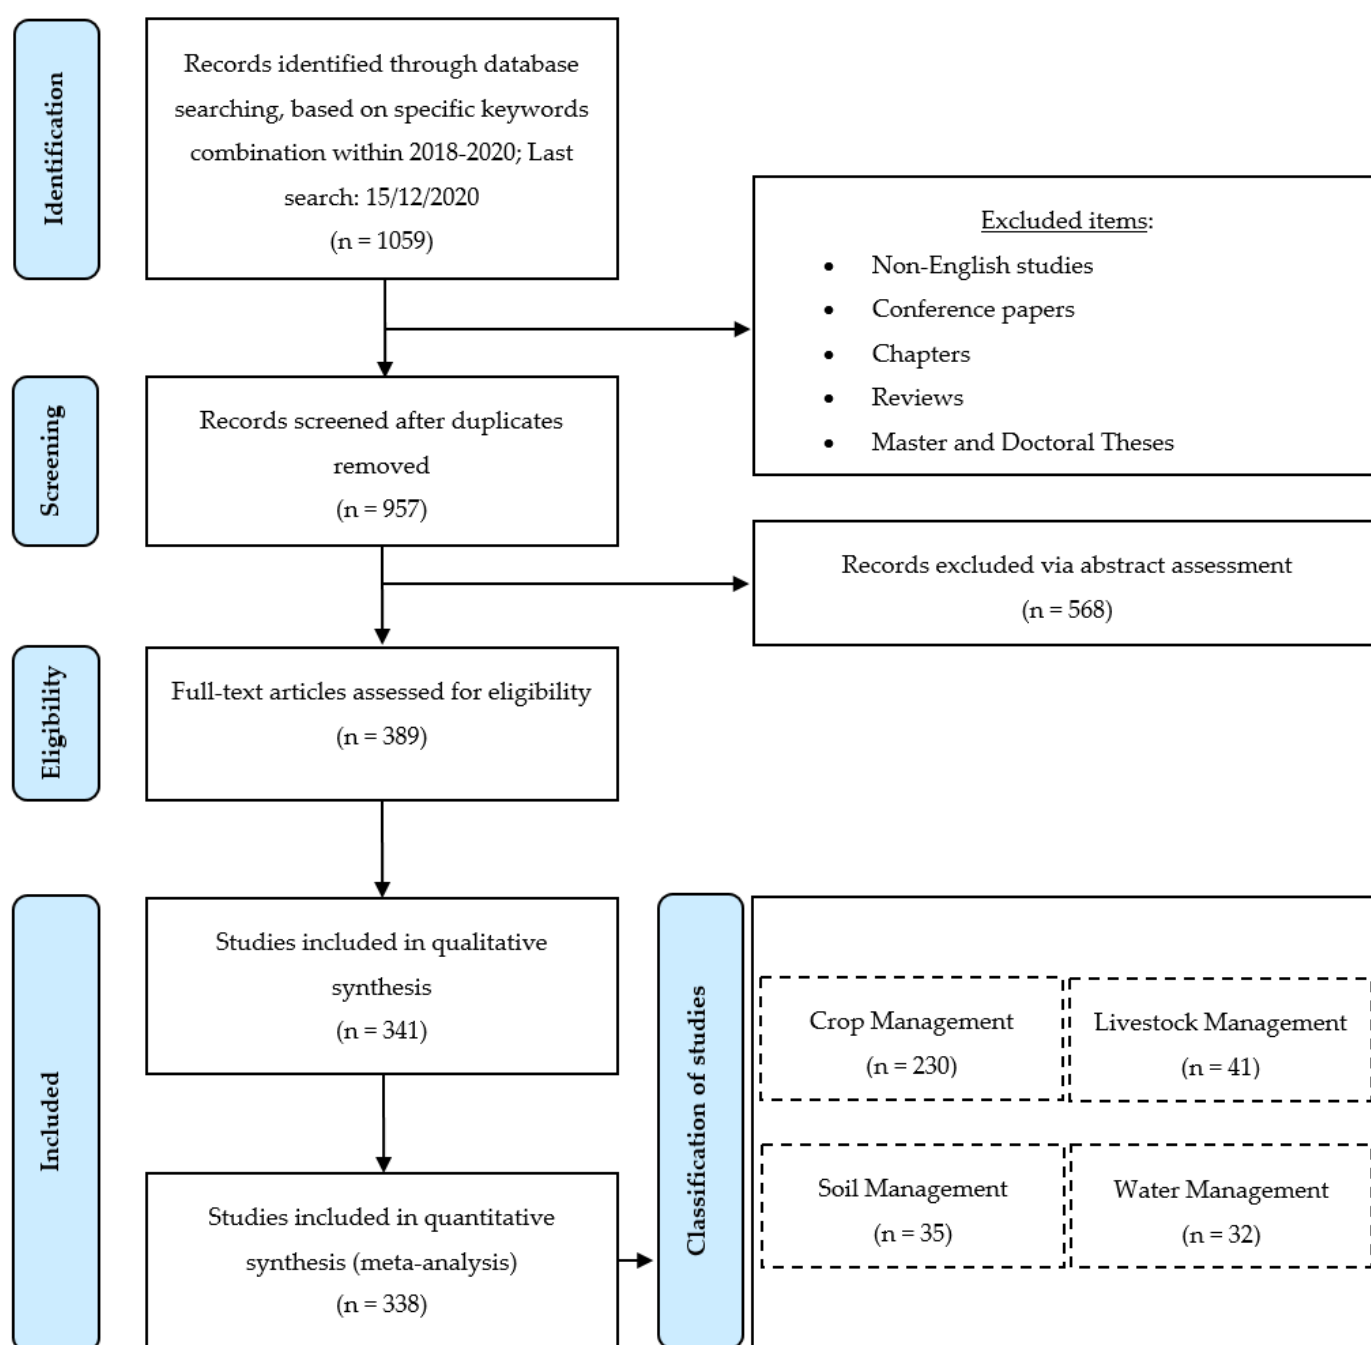 Identification
Records identified through database
searching, based on specific keywords
combination within 2018-2020; Last
search: 15/12/2020
(n = 1059)
Excluded items:
• Non-English studies
• Conference papers
• Chapters
• Reviews
• Master and Doctoral Theses
Screening
Records screened after duplicates
removed
(n = 957)
Records excluded via abstract assessment
(n = 568)
Eligibility
Full-text articles assessed for eligibility
(n = 389)
Included
Studies included in qualitative
synthesis
(n = 341)
Studies included in quantitative
synthesis (meta-analysis)
(n = 338)
Classification of studies
Crop Management
(n = 230)
Livestock Management
(n = 41)
Soil Management
(n = 35)
Water Management
(n = 32)